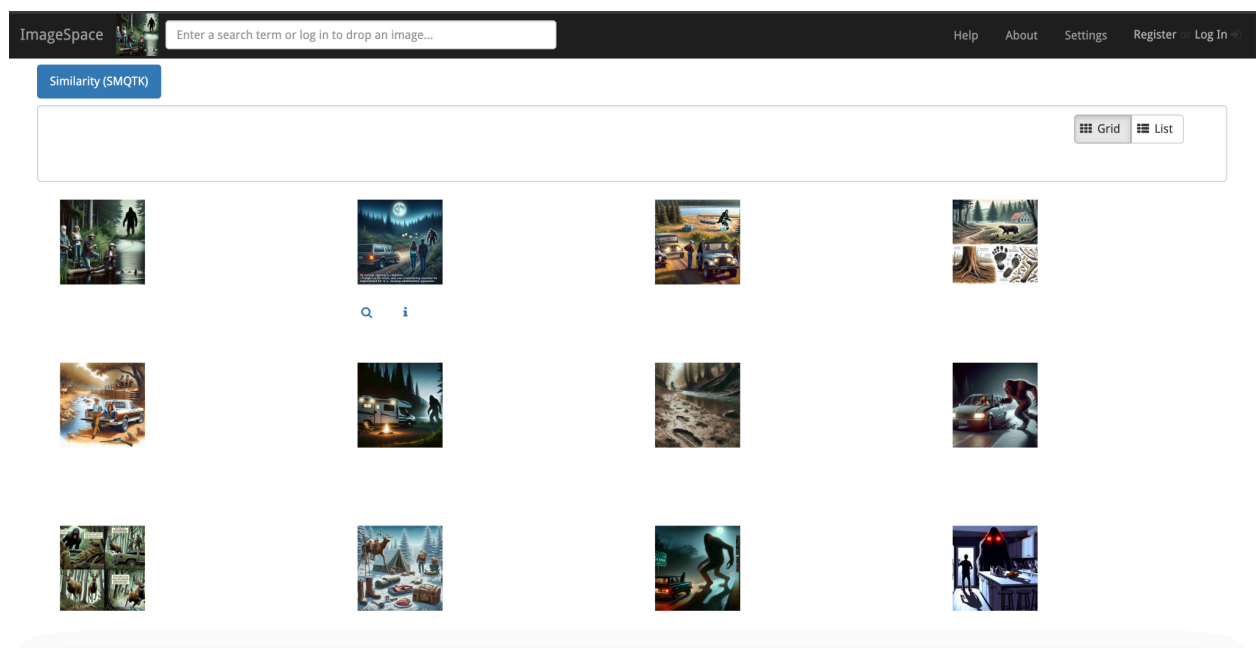 ImageSpace
Enter a search term or log in to drop an image...
Help
About
Settings
Register or Log In
Similarity (SMQTK)
Grid
List